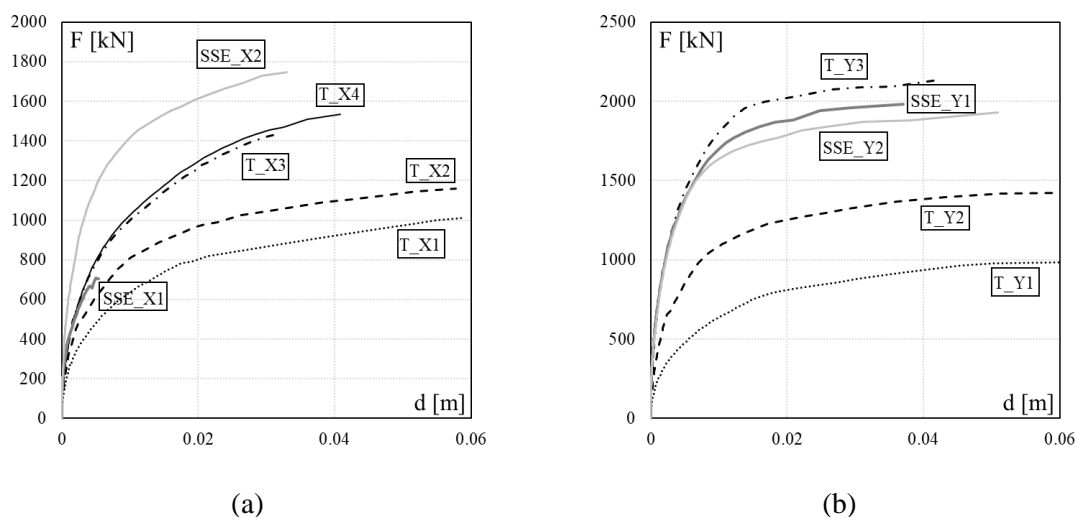 2000
F [kN]
1800
SSE_X2
1600
T_X4
1400
T_X3
1200
T_X2
1000
T_X1
800
600
SSE_X1
400
200
d [m]
0
0
0.02
0.04
0.06
(a)
2500
F [kN]
T_Y3
2000
SSE_Y1
SSE_Y2
1500
T_Y2
1000
T_Y1
500
d [m]
0
0
0.02
0.04
0.06
(b)